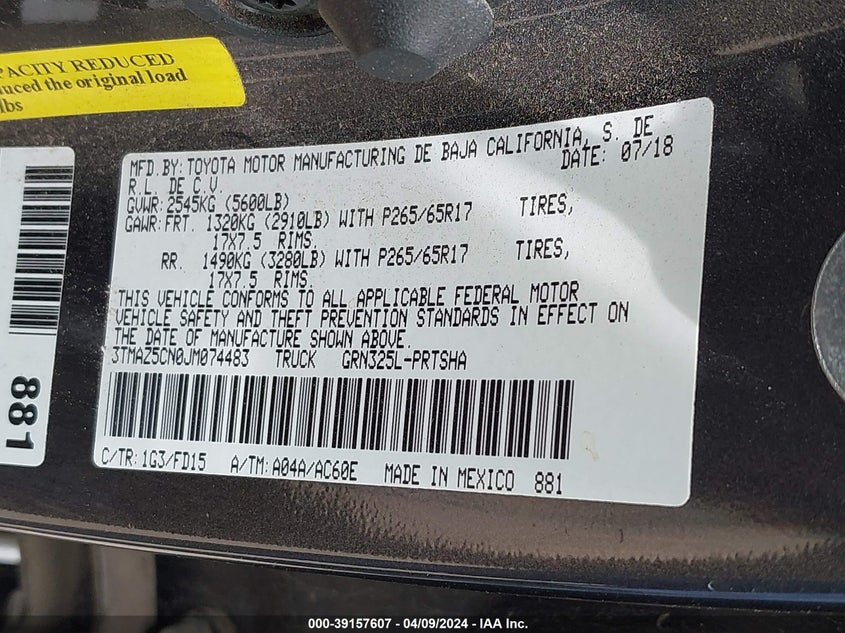 PACITY REDUCED
uced the original load
lbs
MFD. BY: TOYOTA MOTOR MANUFACTURING DE BAJA CALIFORNIA, S. DE
R.L. DE C.V. DATE: 07/18
GVWR: 2545KG (5600LB)
GAWR: FRT. 1320KG (2910LB) WITH P265/65R17 TIRES,
17X7.5 RIMS,
RR. 1490KG (3280LB) WITH P265/65R17 TIRES,
17X7.5 RIMS.
THIS VEHICLE CONFORMS TO ALL APPLICABLE FEDERAL MOTOR
VEHICLE SAFETY AND THEFT PREVENTION STANDARDS IN EFFECT ON
THE DATE OF MANUFACTURE SHOWN ABOVE.
3TMAZ5CN0JM074483 TRUCK GRN325L-PRTSHA
C/TR: 1G3/FD15 A/TM: A04A/AC60E MADE IN MEXICO 881
881
000-39157607 - 04/09/2024 - IAA Inc.